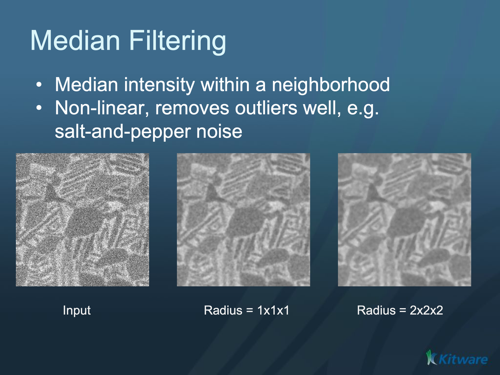 Median Filtering
• Median intensity within a neighborhood
• Non-linear, removes outliers well, e.g.
salt-and-pepper noise
Input
Radius = 1x1x1
Radius = 2x2x2
Kitware